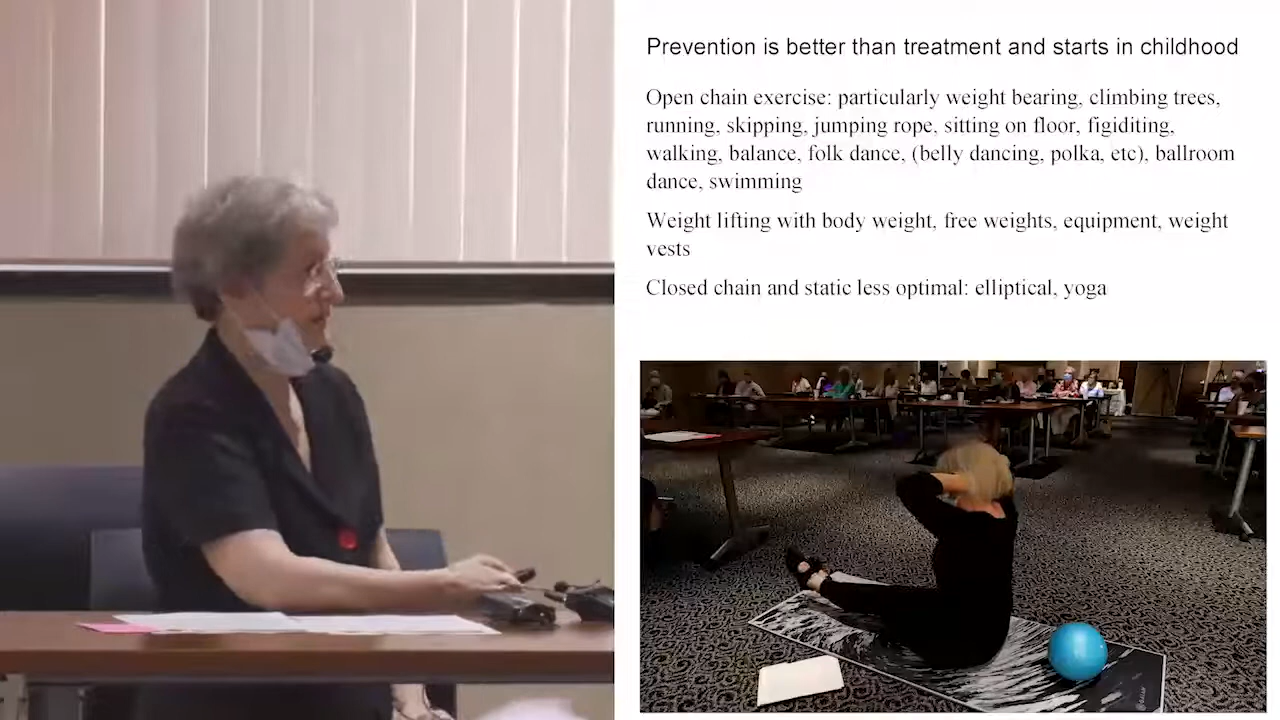 Prevention is better than treatment and starts in childhood
Open chain exercise: particularly weight bearing, climbing trees,
running, skipping, jumping rope, sitting on floor, figiditing,
walking, balance, folk dance, (belly dancing, polka, etc), ballroom
dance, swimming
Weight lifting with body weight, free weights, equipment, weight
vests
Closed chain and static less optimal: elliptical, yoga